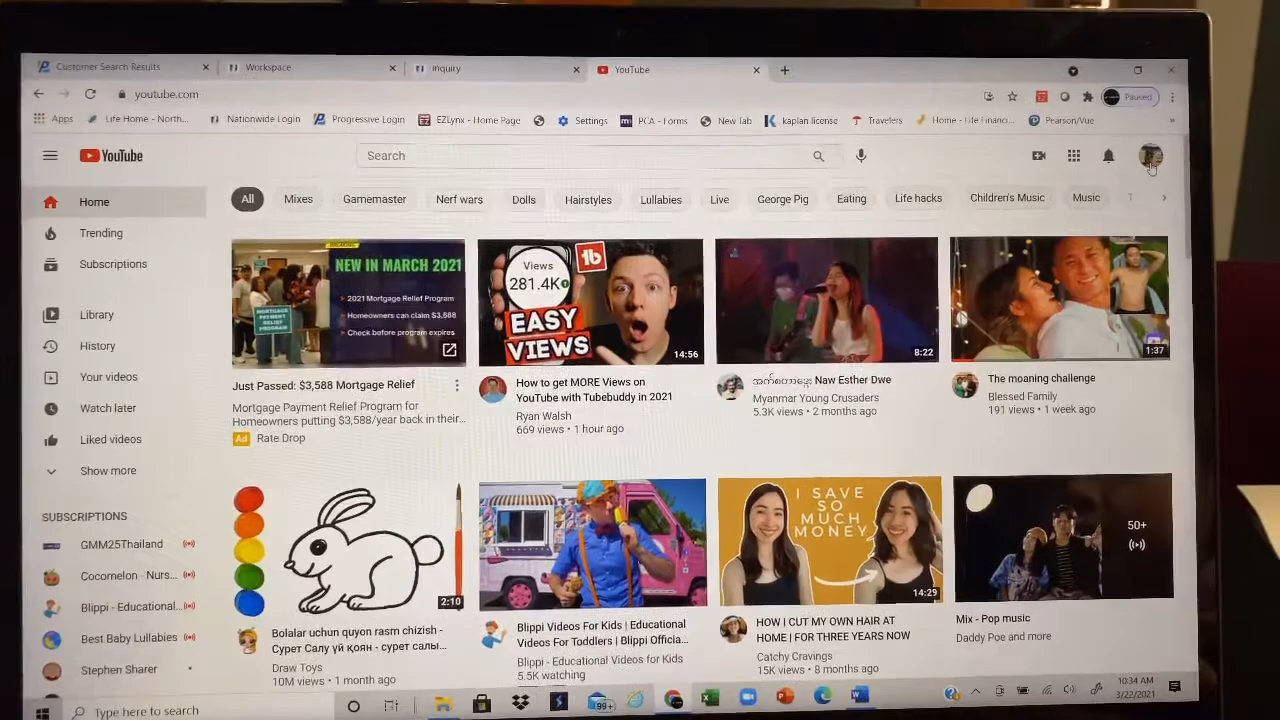 Customer Search Results
Workspace
Inquiry
YouTube
youtube.com
Paused
Apps
Life Home - North...
Nationwide Login
Progressive Login
EZLynx - Home Page
Settings
PCA - Forms
New tab
kaplan license
Travelers
Home - Life Financi...
Pearson/Vue
YouTube
Search
All
Mixes
Gamemaster
Nerf wars
Dolls
Hairstyles
Lullabies
Live
George Pig
Eating
Life hacks
Children's Music
Music
T
Home
Trending
Subscriptions
Library
History
Your videos
Watch later
Liked videos
Show more
SUBSCRIPTIONS
GMM25Thailand
Cocomelon - Nurs...
Blippi - Educational...
Best Baby Lullabies
Stephen Sharer
NEW IN MARCH 2021
2021 Mortgage Relief Program
Homeowners can claim $3,588
Check before program expires
MORTGAGE
PAYMENT
RELIEF
PROGRAM
Just Passed: $3,588 Mortgage Relief
Mortgage Payment Relief Program for
Homeowners putting $3,588/year back in their...
Ad Rate Drop
Views
281.4K
EASY
VIEWS
14:56
How to get MORE Views on
YouTube with Tubebuddy in 2021
Ryan Walsh
669 views • 1 hour ago
8:22
Naw Esther Dwe
Myanmar Young Crusaders
5.3K views • 2 months ago
1:37
The moaning challenge
Blessed Family
191 views • 1 week ago
2:10
Bolalar uchun quyon rasm chizish -
Сурет Салу үй қоян - сурет салы...
Draw Toys
10M views • 1 month ago
Blippi Videos For Kids | Educational
Videos For Toddlers | Blippi Officia...
Blippi - Educational Videos for Kids
5.5K watching
I SAVE
SO
MUCH
MONEY
14:29
HOW I CUT MY OWN HAIR AT
HOME | FOR THREE YEARS NOW
Catchy Cravings
15K views • 8 months ago
50+
Mix - Pop music
Daddy Poe and more
Type here to search
99+
10:34 AM
3/22/2021